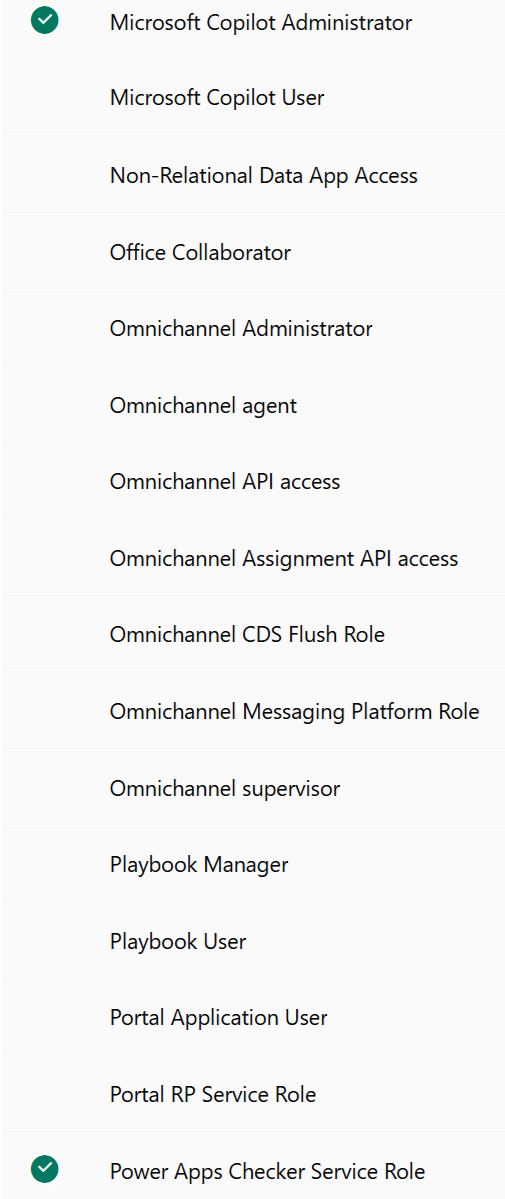 Microsoft Copilot Administrator
Microsoft Copilot User
Non-Relational Data App Access
Office Collaborator
Omnichannel Administrator
Omnichannel agent
Omnichannel API access
Omnichannel Assignment API access
Omnichannel CDS Flush Role
Omnichannel Messaging Platform Role
Omnichannel supervisor
Playbook Manager
Playbook User
Portal Application User
Portal RP Service Role
Power Apps Checker Service Role